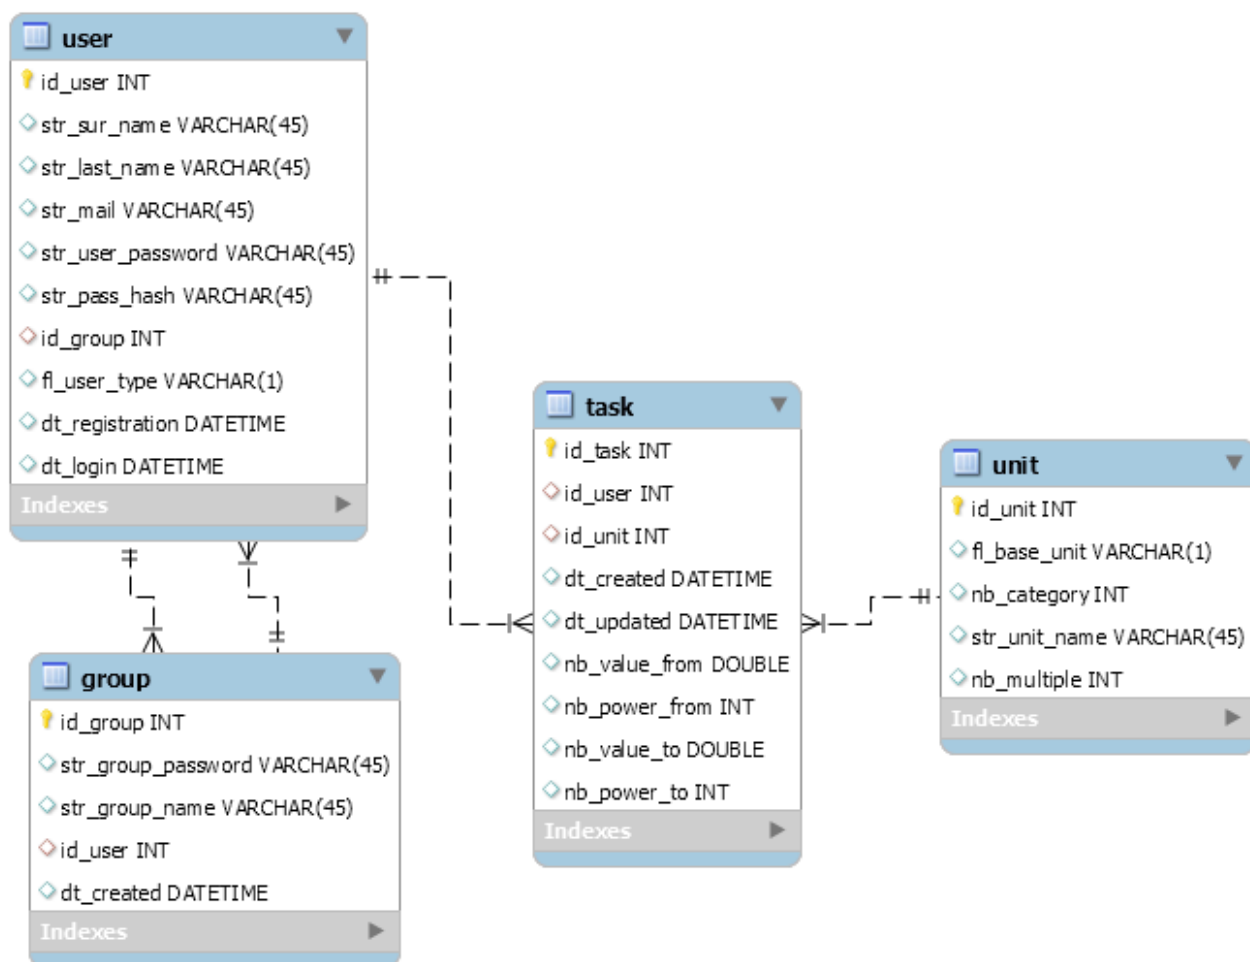 user
id_user INT
str_sur_name VARCHAR(45)
str_last_name VARCHAR(45)
str_mail VARCHAR(45)
str_user_password VARCHAR(45)
str_pass_hash VARCHAR(45)
id_group INT
fl_user_type VARCHAR(1)
dt_registration DATETIME
dt_login DATETIME
Indexes
group
id_group INT
str_group_password VARCHAR(45)
str_group_name VARCHAR(45)
id_user INT
dt_created DATETIME
Indexes
task
id_task INT
id_user INT
id_unit INT
dt_created DATETIME
dt_updated DATETIME
nb_value_from DOUBLE
nb_power_from INT
nb_value_to DOUBLE
nb_power_to INT
Indexes
unit
id_unit INT
fl_base_unit VARCHAR(1)
nb_category INT
str_unit_name VARCHAR(45)
nb_multiple INT
Indexes